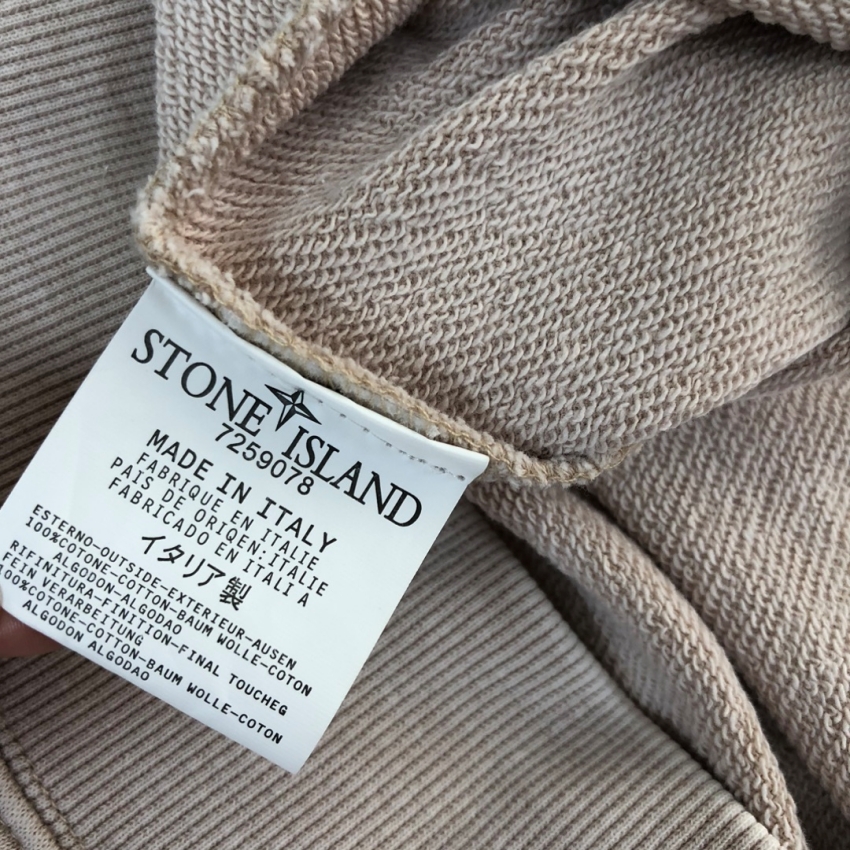 STONE ISLAND
7259078
MADE IN ITALY
FABRIQUE EN ITALIE
PAIS DE ORIQEN:ITALIE
FABRICADO EN ITALI A
イタリア製
ESTERNO-OUTSIDE-EXTERIEUR-AUSEN
100%COTONE-COTTON-BAUM WOLLE-COTON
ALGODON-ALGODAO
RIFINITURA-FINITION-FINAL TOUCHEG
FEIN VERARBEITUNG
100%COTONE-COTTON-BAUM WOLLE-COTON
ALGODON ALGODAO